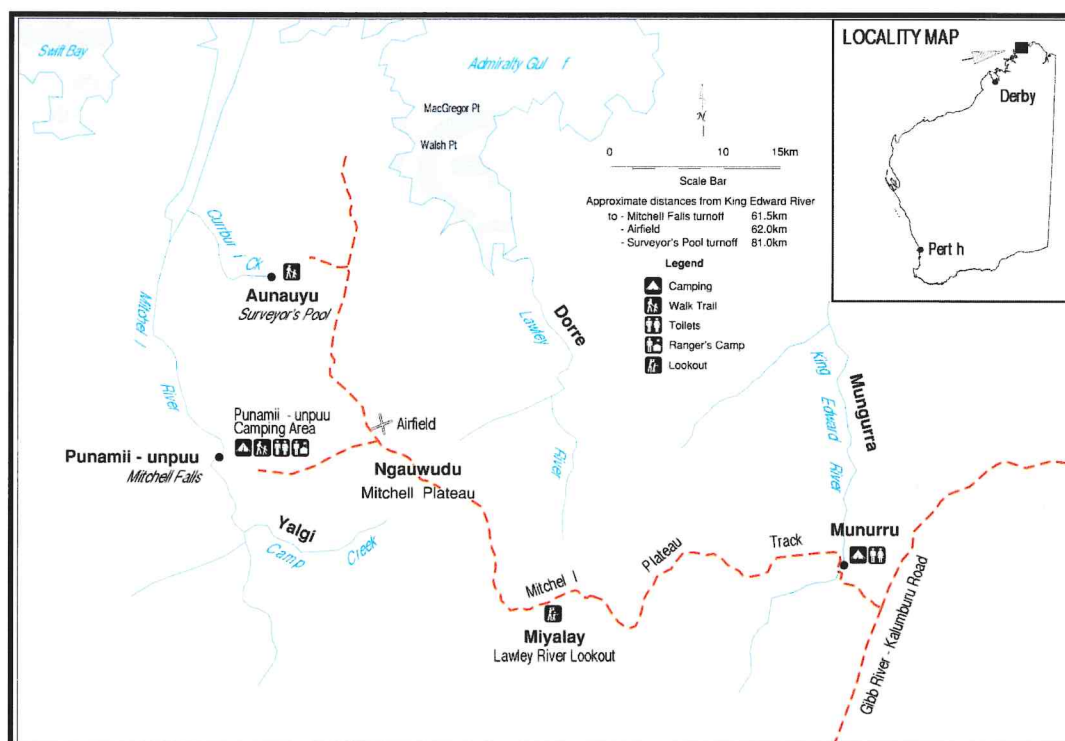 Swift Bay
Admiralty Gul f
MacGregor Pt
Walsh Pt
N
0 10 15km
Scale Bar
Approximate distances from King Edward River
to - Mitchell Falls turnoff 61.5km
- Airfield 62.0km
- Surveyor's Pool turnoff 81.0km
Legend
Camping
Walk Trail
Toilets
Ranger's Camp
Lookout
LOCALITY MAP
Derby
Pert h
Currbul l Ck
Aunauyu
Surveyor's Pool
Mitchel l
River
Lawley
Dorre
River
King Edward River
Mungurra
Punamii - unpuu
Camping Area
Airfield
Punamii - unpuu
Mitchell Falls
Ngauwudu
Mitchell Plateau
Yalgi
Camp Creek
Mitchel l Plateau Track
Munurru
Miyalay
Lawley River Lookout
Gibb River - Kalumburu Road